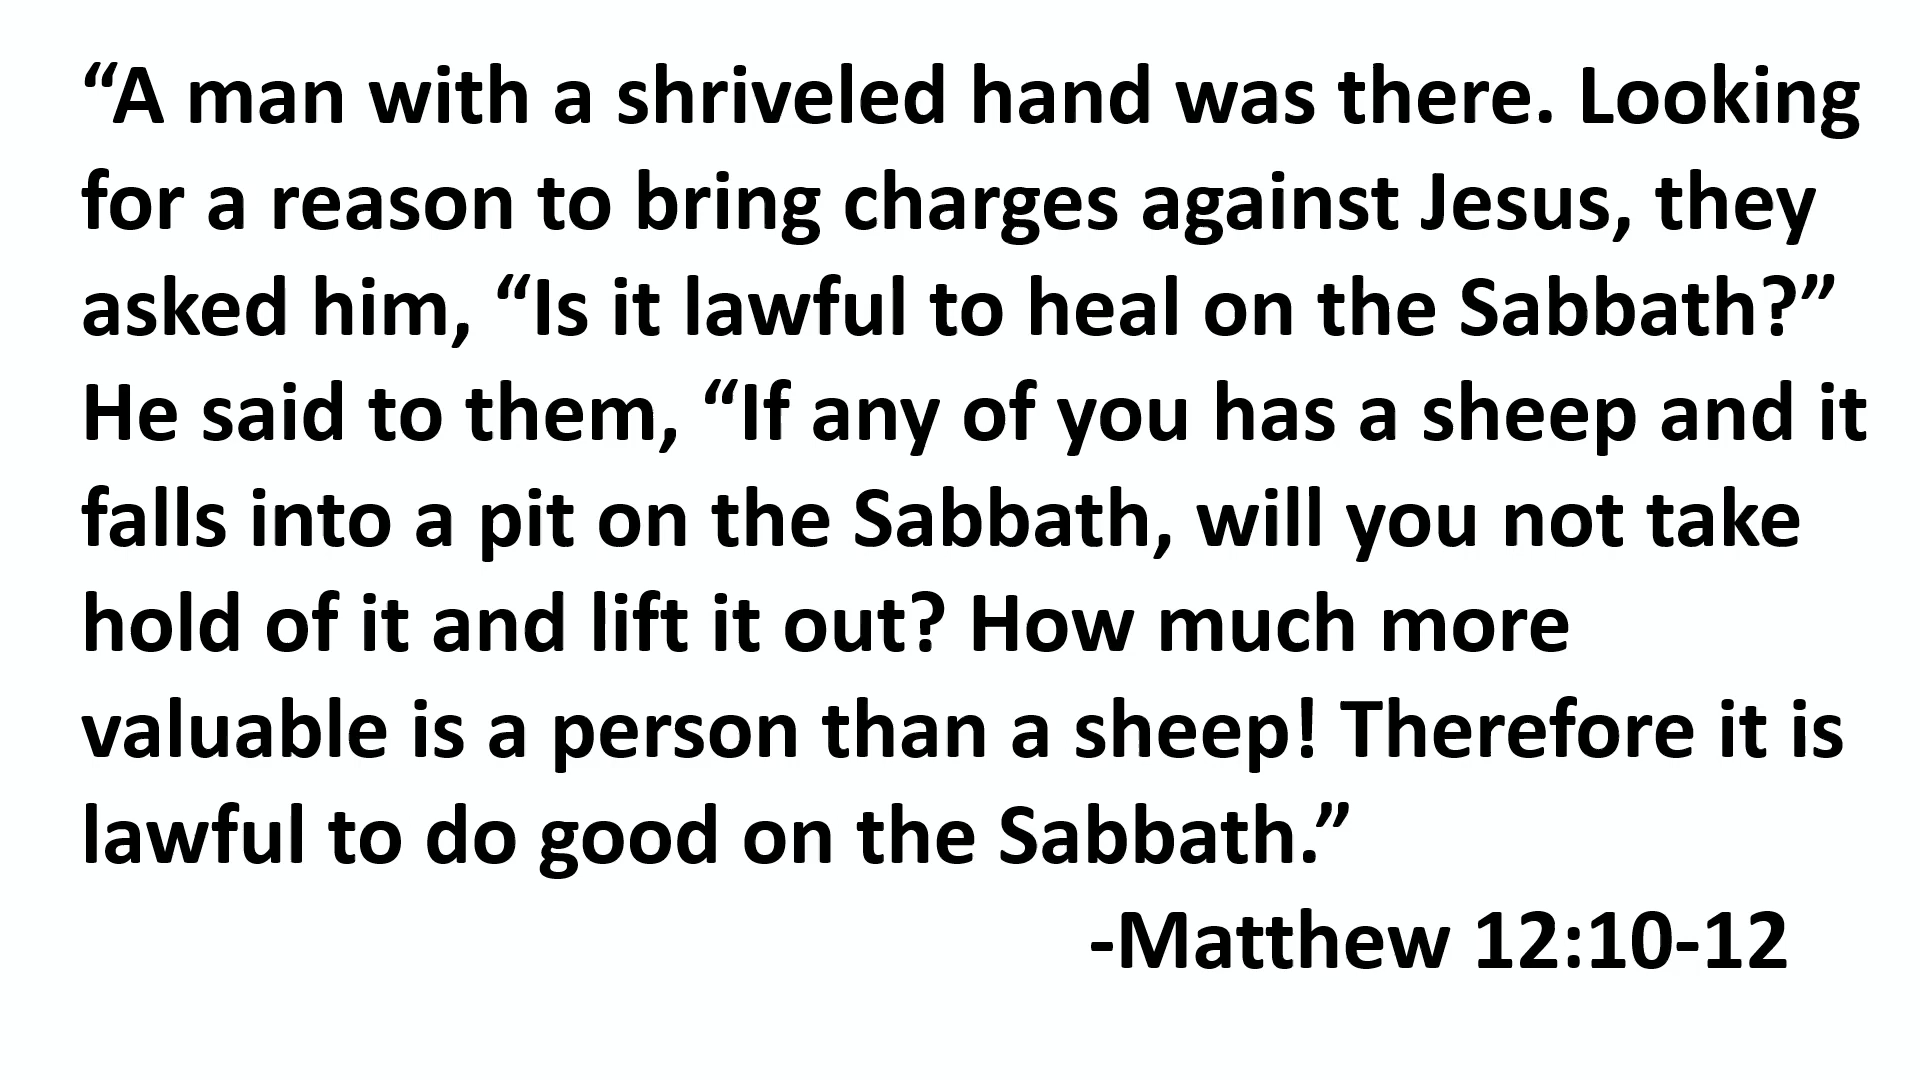 “A man with a shriveled hand was there. Looking
for a reason to bring charges against Jesus, they
asked him, “Is it lawful to heal on the Sabbath?”
He said to them, “If any of you has a sheep and it
falls into a pit on the Sabbath, will you not take
hold of it and lift it out? How much more
valuable is a person than a sheep! Therefore it is
lawful to do good on the Sabbath.”
-Matthew 12:10-12